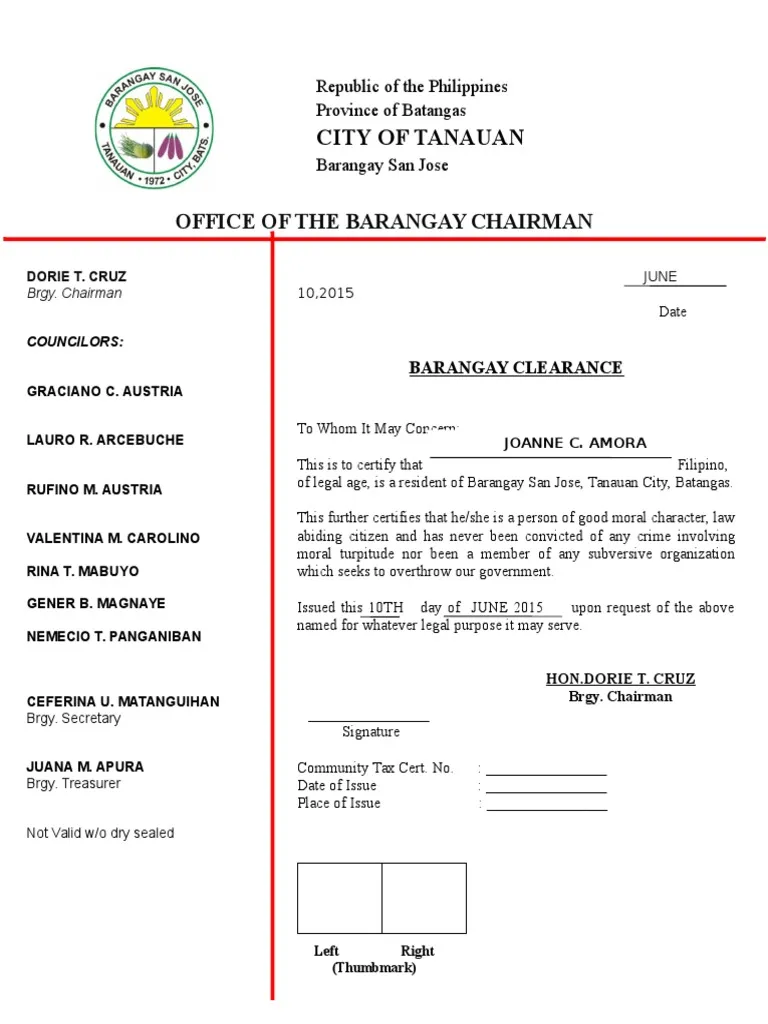 BARANGAY SAN JOSE
TANAUAN • 1972 • CITY, BATS.
Republic of the Philippines
Province of Batangas
CITY OF TANAUAN
Barangay San Jose
OFFICE OF THE BARANGAY CHAIRMAN
DORIE T. CRUZ
Brgy. Chairman
COUNCILORS:
GRACIANO C. AUSTRIA
LAURO R. ARCEBUCHE
RUFINO M. AUSTRIA
VALENTINA M. CAROLINO
RINA T. MABUYO
GENER B. MAGNAYE
NEMECIO T. PANGANIBAN
CEFERINA U. MATANGUIHAN
Brgy. Secretary
JUANA M. APURA
Brgy. Treasurer
Not Valid w/o dry sealed
JUNE
10,2015
Date
BARANGAY CLEARANCE
To Whom It May Concern:
JOANNE C. AMORA
This is to certify that Filipino,
of legal age, is a resident of Barangay San Jose, Tanauan City, Batangas.
This further certifies that he/she is a person of good moral character, law
abiding citizen and has never been convicted of any crime involving
moral turpitude nor been a member of any subversive organization
which seeks to overthrow our government.
Issued this 10TH day of JUNE 2015 upon request of the above
named for whatever legal purpose it may serve.
HON.DORIE T. CRUZ
Brgy. Chairman
Signature
Community Tax Cert. No. :
Date of Issue :
Place of Issue :
Left Right
(Thumbmark)